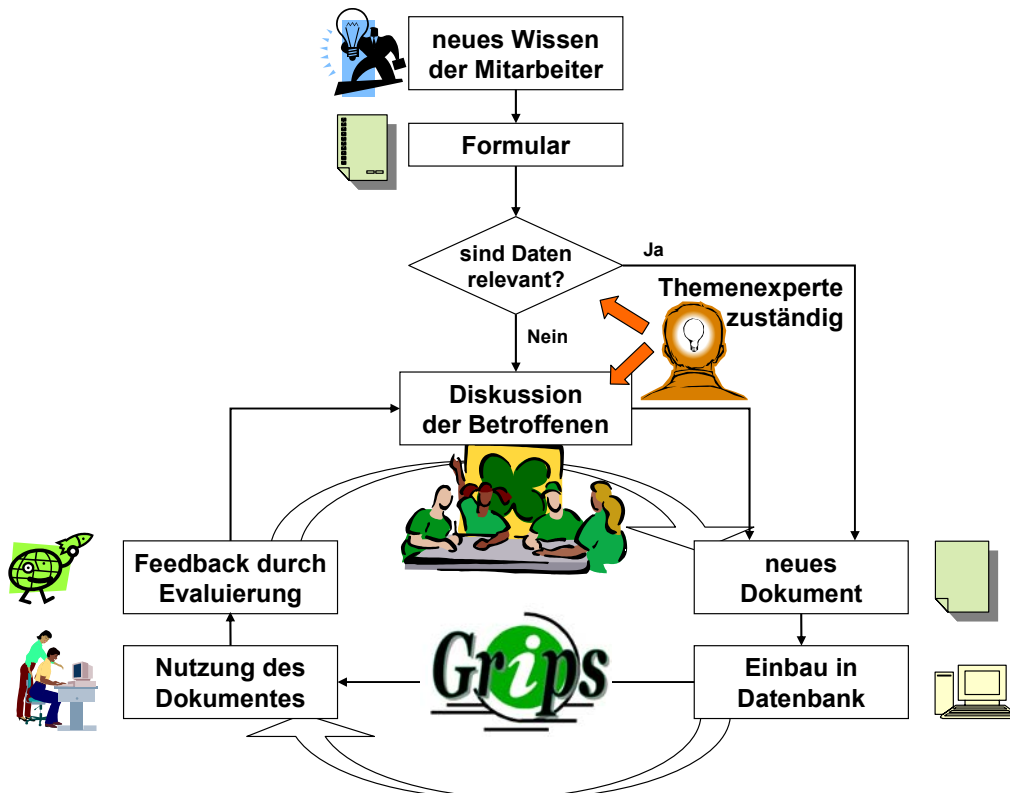 neues Wissen
der Mitarbeiter
Formular
sind Daten
relevant?
Ja
Themenexperte
zuständig
Nein
Diskussion
der Betroffenen
Feedback durch
Evaluierung
neues
Dokument
Nutzung des
Dokumentes
Grips
Einbau in
Datenbank